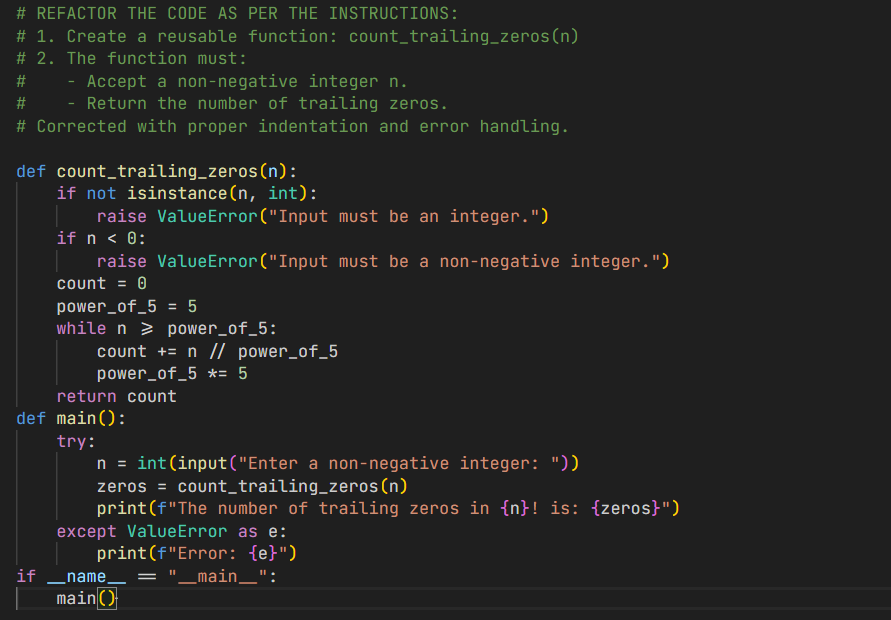 # REFACTOR THE CODE AS PER THE INSTRUCTIONS:
# 1. Create a reusable function: count_trailing_zeros(n)
# 2. The function must:
#    - Accept a non-negative integer n.
#    - Return the number of trailing zeros.
# Corrected with proper indentation and error handling.

def count_trailing_zeros(n):
    if not isinstance(n, int):
        raise ValueError("Input must be an integer.")
    if n < 0:
        raise ValueError("Input must be a non-negative integer.")
    count = 0
    power_of_5 = 5
    while n >= power_of_5:
        count += n // power_of_5
        power_of_5 *= 5
    return count
def main():
    try:
        n = int(input("Enter a non-negative integer: "))
        zeros = count_trailing_zeros(n)
        print(f"The number of trailing zeros in {n}! is: {zeros}")
    except ValueError as e:
        print(f"Error: {e}")
if __name__ == "__main__":
    main()